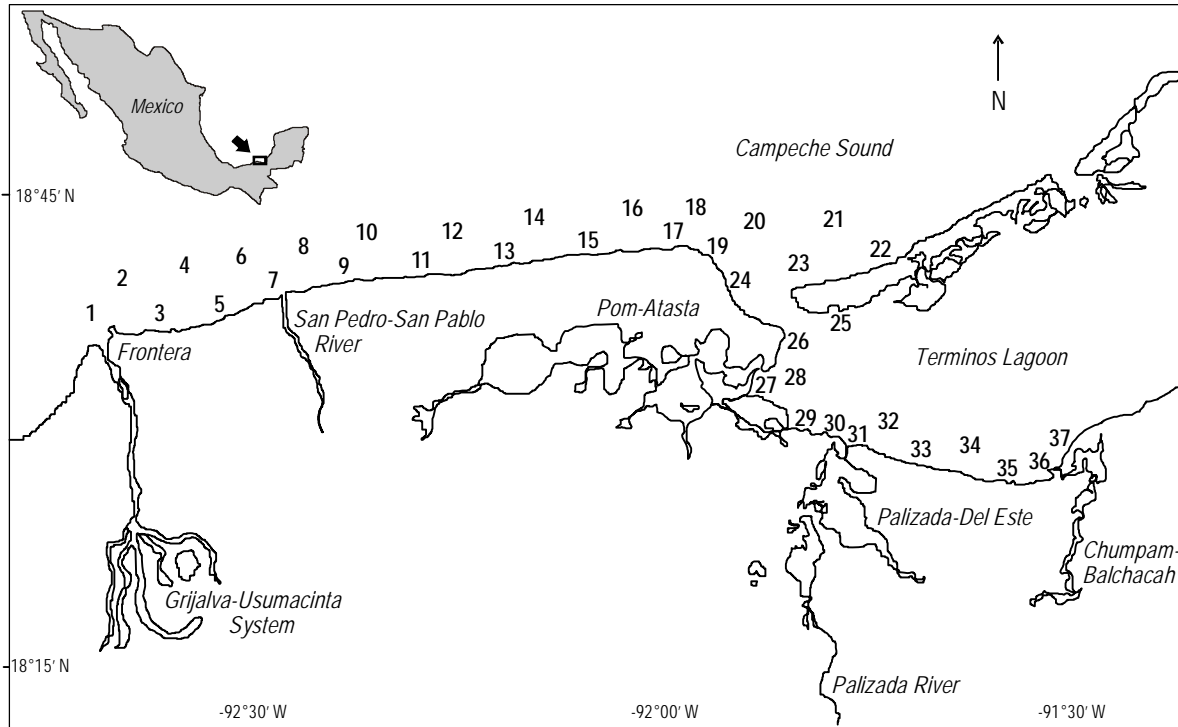 Mexico
N
Campeche Sound
18°45' N
1
2
3
4
5
6
7
8
9
10
11
12
13
14
15
16
17
18
19
20
21
22
23
24
25
26
27
28
29
30
31
32
33
34
35
36
37
Frontera
San Pedro-San Pablo
River
Pom-Atasta
Terminos Lagoon
Palizada-Del Este
Chumpam-
Balchacah
Grijalva-Usumacinta
System
Palizada River
18°15' N
-92°30' W
-92°00' W
-91°30' W